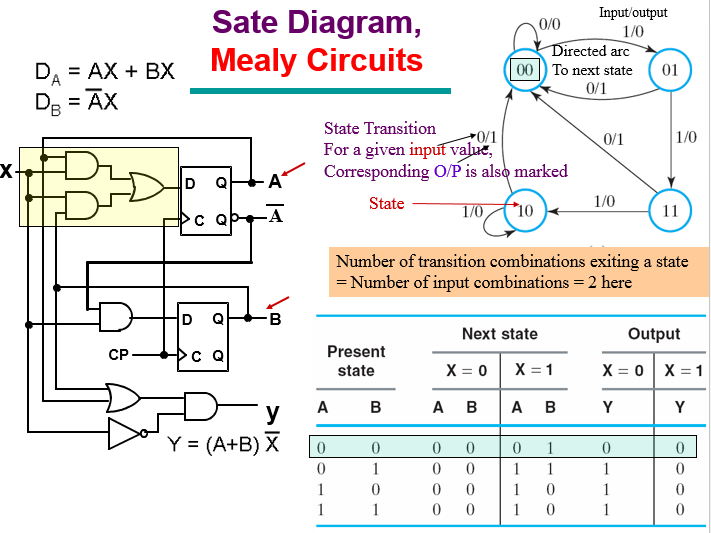 Sate Diagram,
Mealy Circuits
D_A = AX + BX
D_B = A̅X
Input/output
0/0
1/0
Directed arc
To next state
00
01
0/1
State Transition
For a given input value,
Corresponding O/P is also marked
0/1
0/1
1/0
State
1/0
10
1/0
11
Number of transition combinations exiting a state
= Number of input combinations = 2 here
X
D Q A
C Q A̅
D Q B
CP C Q
y
Y = (A+B) X̅
Present state
Next state
Output
X = 0 X = 1 X = 0 X = 1
A B A B A B Y Y
0 0 0 0 0 1 0 0
0 1 0 0 1 1 1 0
1 0 0 0 1 0 1 0
1 1 0 0 1 0 1 0